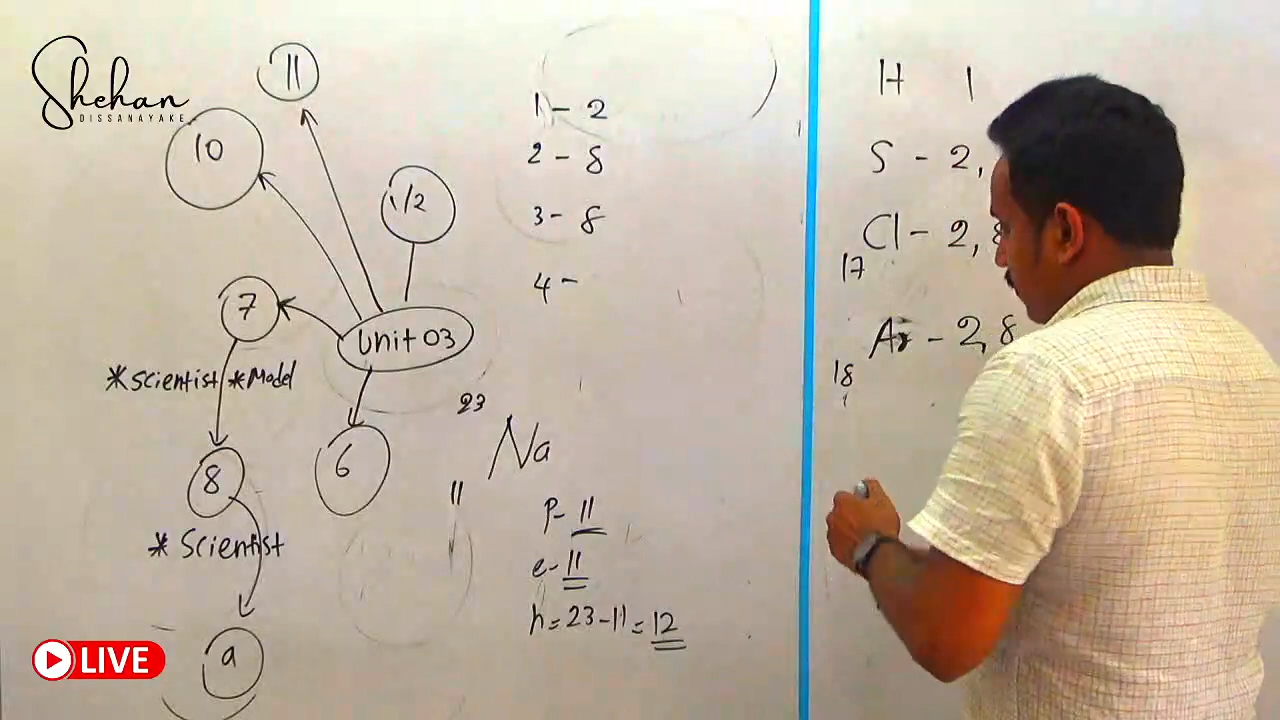 Shehan
DISSANAYAKE
11
10
1/2
7
Unit 03
*Scientist *Model
8
6
* Scientist
9
1 - 2
2 - 8
3 - 8
4 -
23
Na
11
P - 11
e - 11
n = 23 - 11 = 12
H 1
S - 2,
Cl - 2, 8
17
Ar - 2, 8
18
LIVE